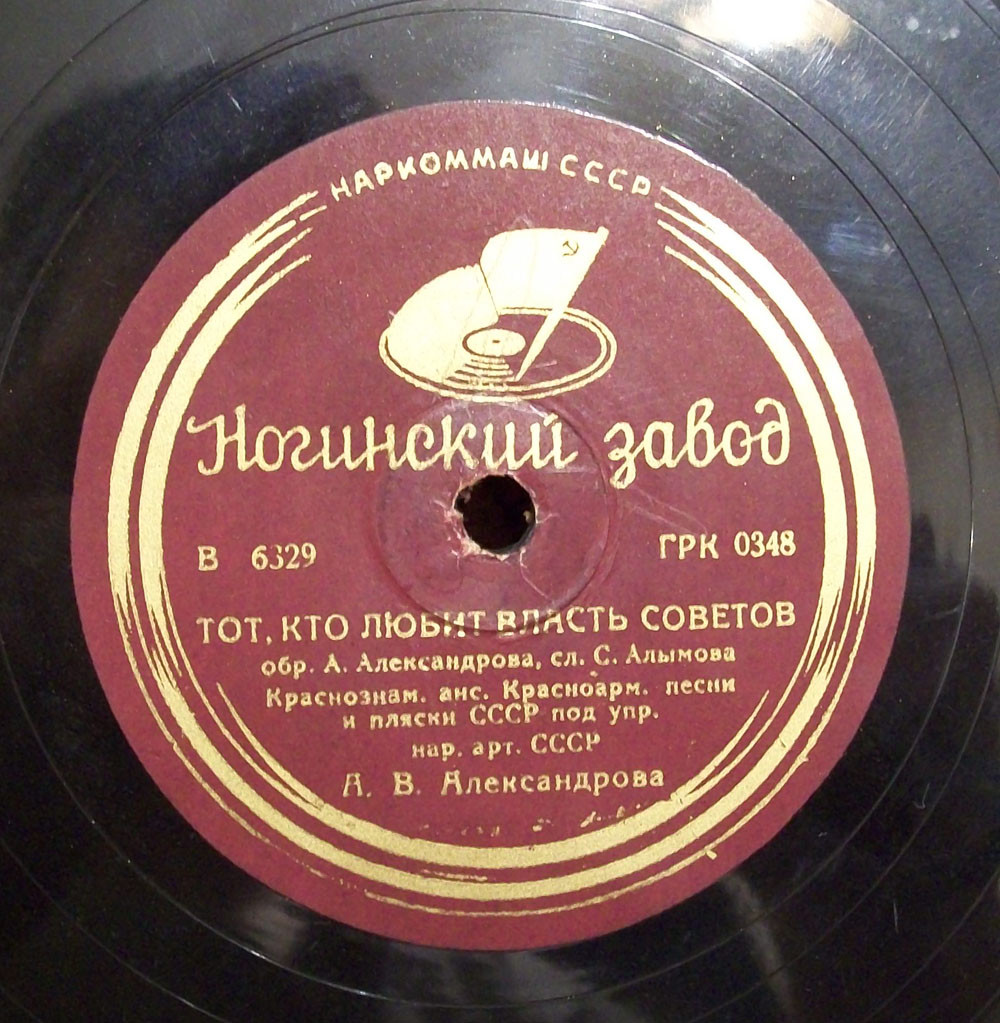 НАРКОММАШ СССР
Ногинский завод
В 6329
ГРК 0348
ТОТ, КТО ЛЮБИТ ВЛАСТЬ СОВЕТОВ
обр. А. Александрова, сл. С. Алымова
Краснознам. анс. Красноарм. песни
и пляски СССР под упр.
нар. арт. СССР
А. В. Александрова